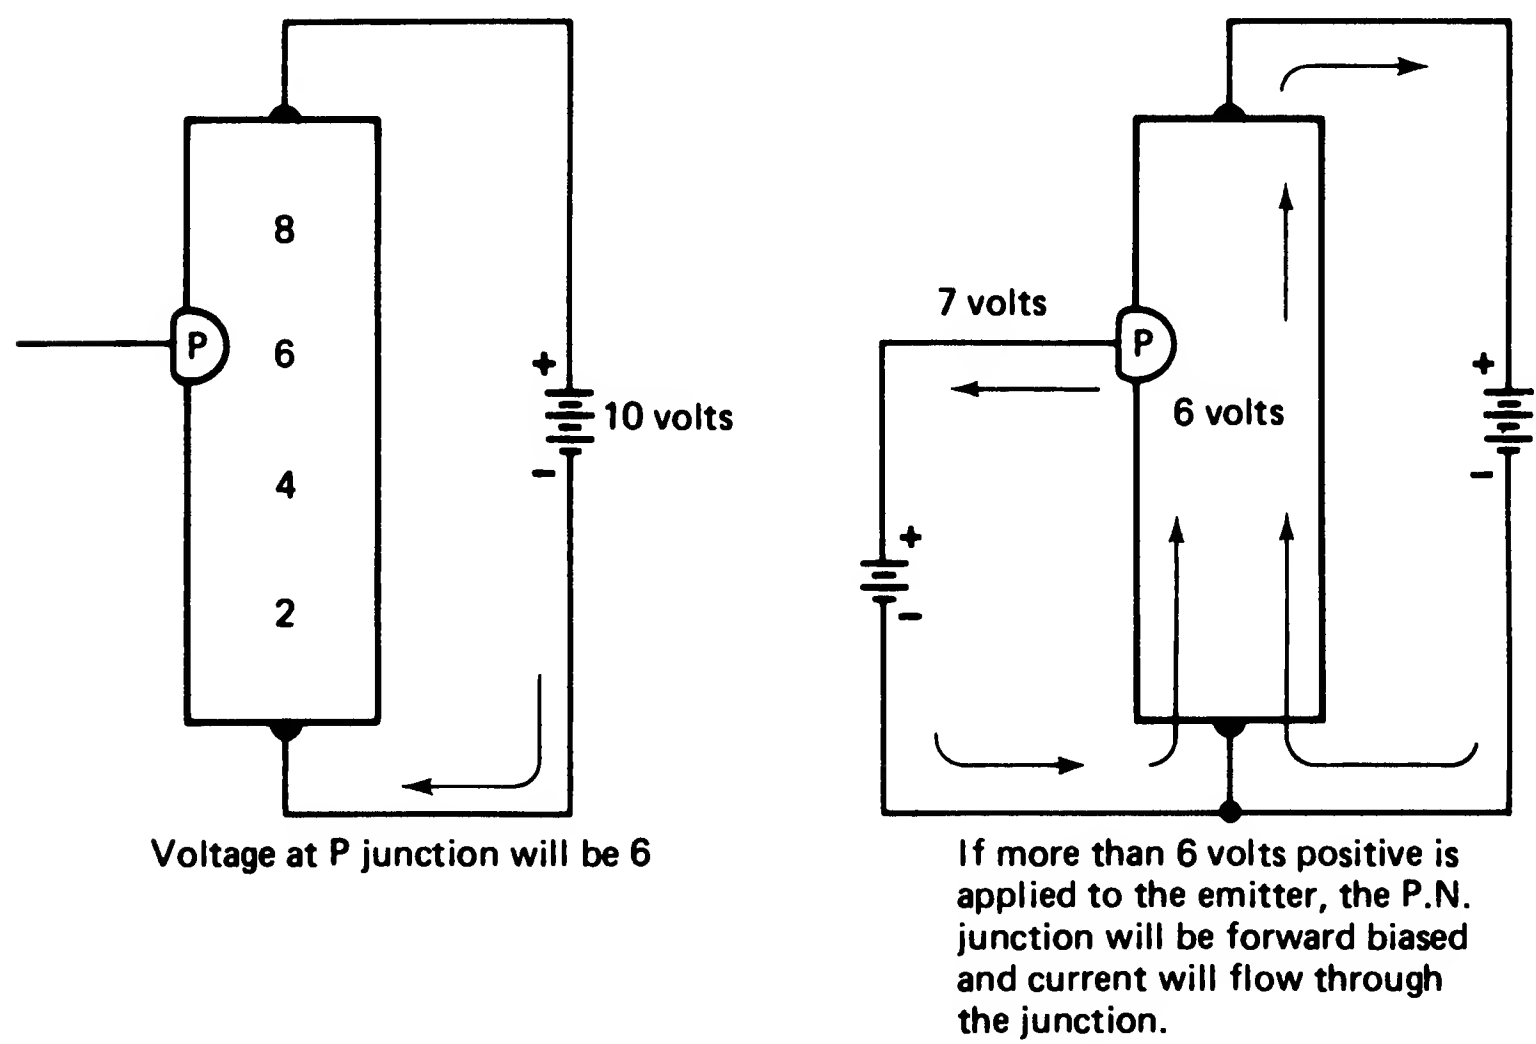 8
P
6
+
10 volts
-
4
2
Voltage at P junction will be 6
7 volts
P
+
6 volts
-
+
-
If more than 6 volts positive is
applied to the emitter, the P.N.
junction will be forward biased
and current will flow through
the junction.